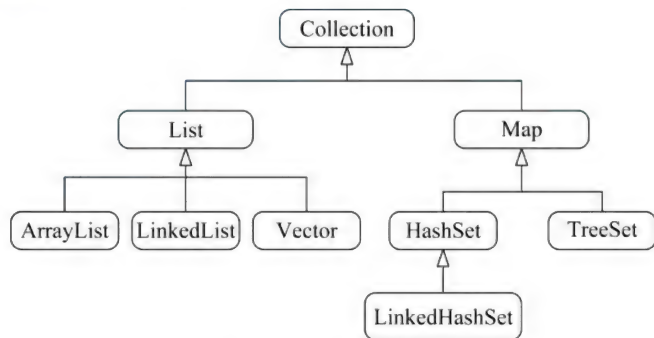 Collection
List
Map
ArrayList
LinkedList
Vector
HashSet
TreeSet
LinkedHashSet